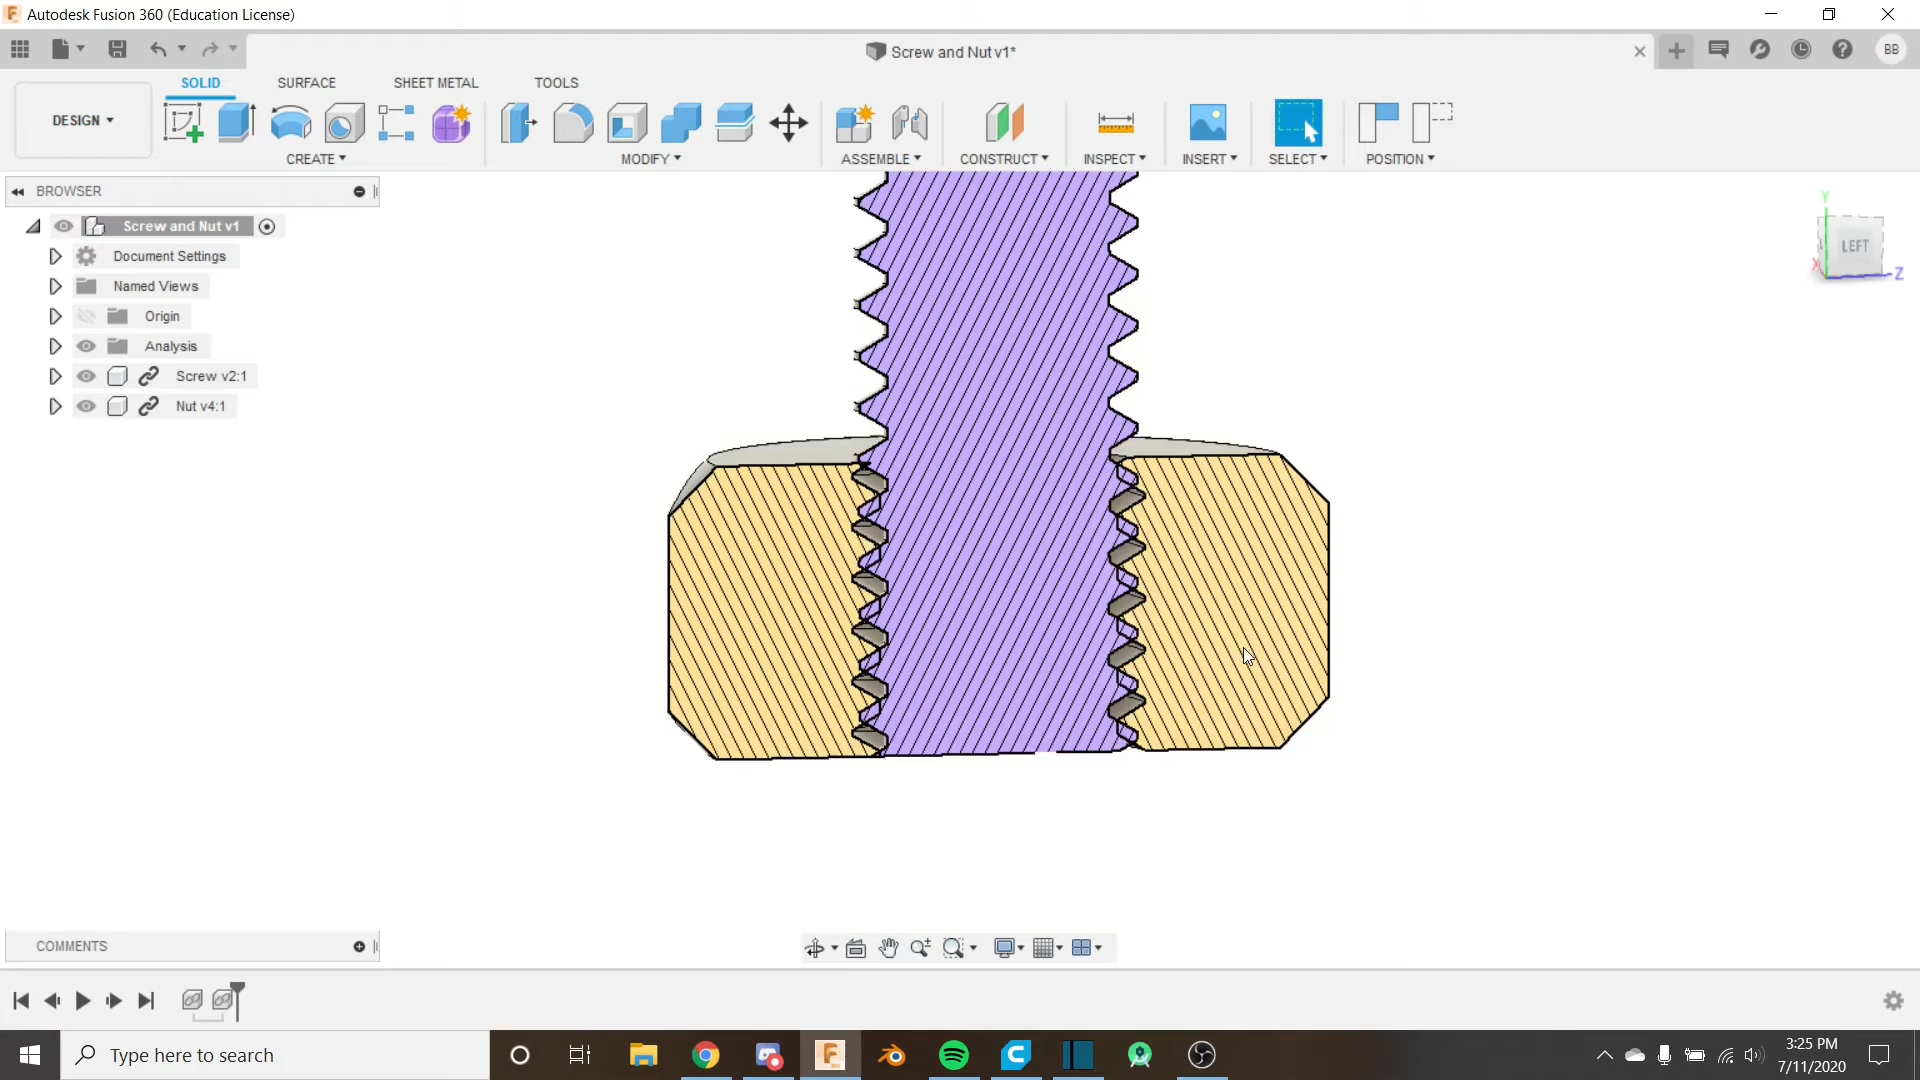 Autodesk Fusion 360 (Education License)
Screw and Nut v1*
BB
DESIGN
SOLID
SURFACE
SHEET METAL
TOOLS
CREATE
MODIFY
ASSEMBLE
CONSTRUCT
INSPECT
INSERT
SELECT
POSITION
BROWSER
Screw and Nut v1
Document Settings
Named Views
Origin
Analysis
Screw v2:1
Nut v4:1
Y
LEFT
X
Z
COMMENTS
Type here to search
3:25 PM
7/11/2020